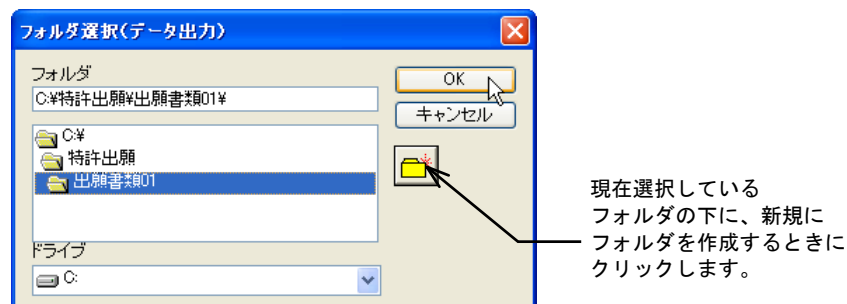 フォルダ選択(データ出力)
フォルダ
C:¥特許出願¥出願書類01¥
OK
キャンセル
C:¥
特許出願
出願書類01
現在選択している
フォルダの下に、新規に
フォルダを作成するときに
クリックします。
ドライブ
C: